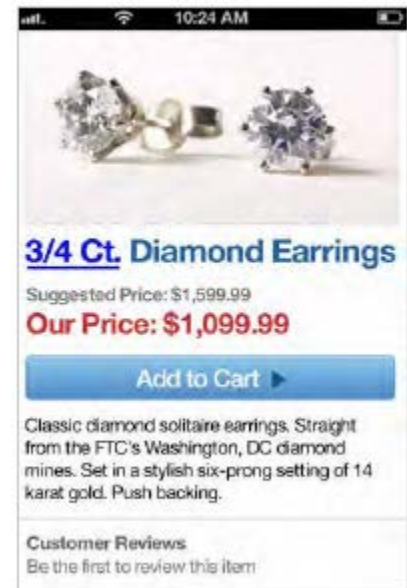 10:24 AM
3/4 Ct. Diamond Earrings
Suggested Price: $1,599.99
Our Price: $1,099.99
Add to Cart
Classic diamond solitaire earrings. Straight
from the FTC's Washington, DC diamond
mines. Set in a stylish six-prong setting of 14
karat gold. Push backing.
Customer Reviews
Be the first to review this item